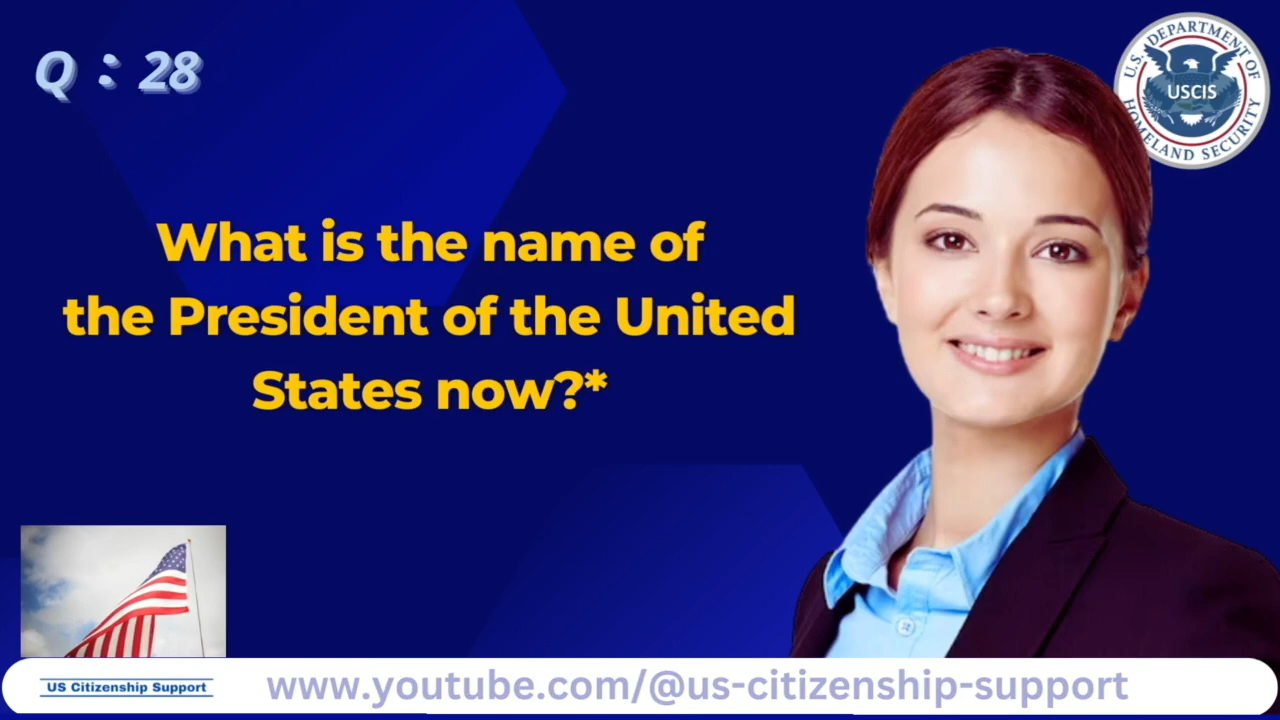 Q : 28
U.S. DEPARTMENT OF
USCIS
HOMELAND SECURITY
What is the name of
the President of the United
States now?*
US Citizenship Support
www.youtube.com/@us-citizenship-support